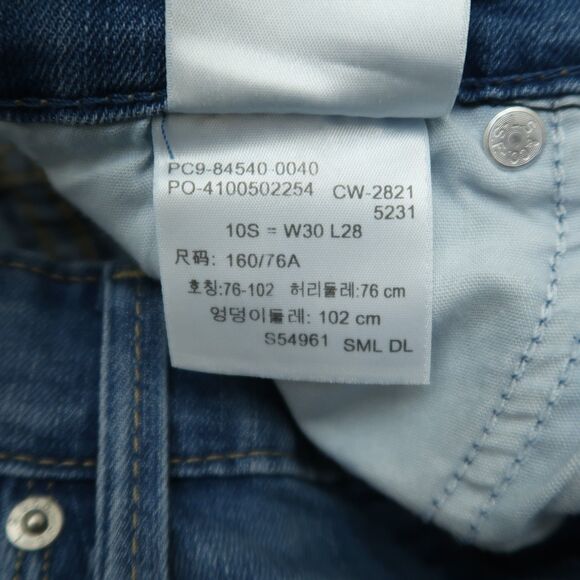 PC9-84540-0040
PO-4100502254 CW-2821
5231
10S = W30 L28
尺码: 160/76A
호칭:76-102 허리둘레:76 cm
엉덩이둘레: 102 cm
S54961 SML DL